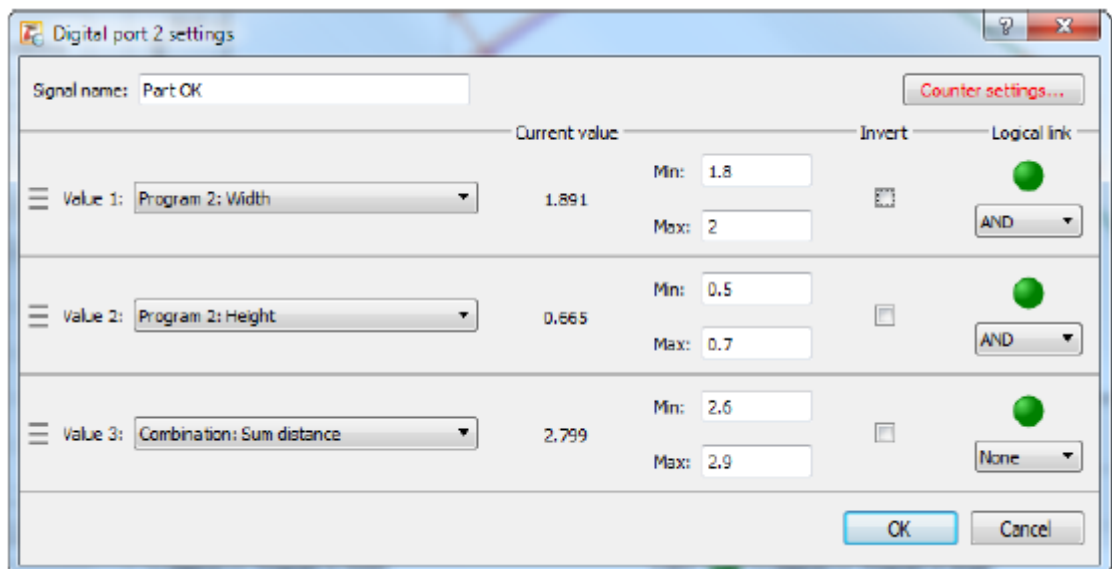 Digital port 2 settings
Signal name: Part OK Counter settings...
Current value Invert Logical link
Min: 1.8
Value 1: Program 2: Width 1.891
Max: 2 AND
Min: 0.5
Value 2: Program 2: Height 0.665
Max: 0.7 AND
Min: 2.6
Value 3: Combination: Sum distance 2.799
Max: 2.9 None
OK Cancel